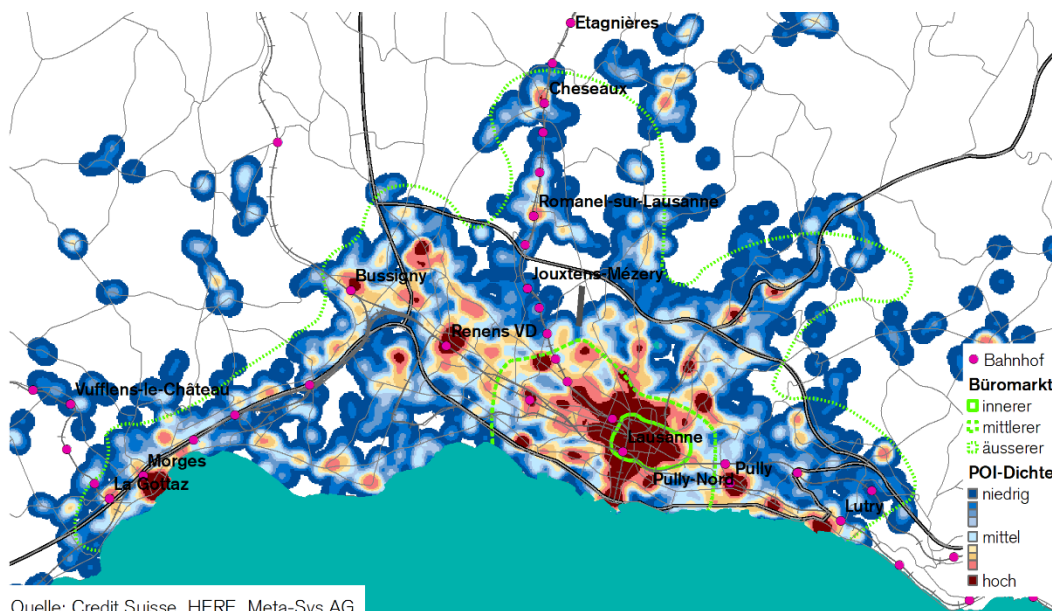 Etagnières
Cheseaux
Romanel-sur-Lausanne
Jouxtens-Mézery
Bussigny
Renens VD
Vufflens-le-Château
Lausanne
Morges
Pully
La Gottaz
Pully-Nord
Lutry
Bahnhof
Büromarkt
innerer
mittlerer
äusserer
POI-Dichte
niedrig
mittel
hoch
Quelle: Credit Suisse, HERE, Meta-Sys AG